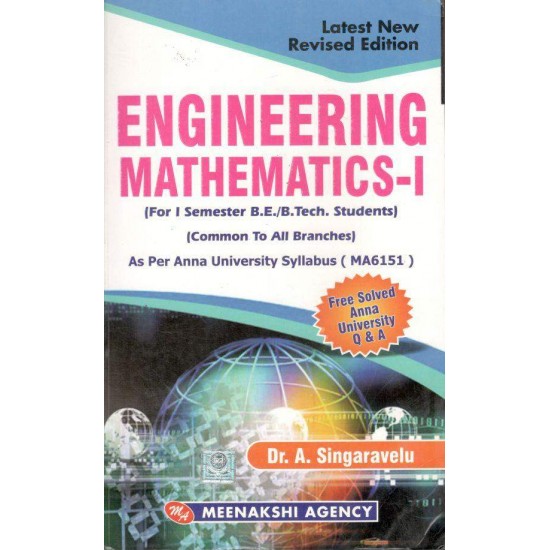 Latest New
Revised Edition
ENGINEERING
MATHEMATICS-I
(For I Semester B.E./B.Tech. Students)
(Common To All Branches)
As Per Anna University Syllabus ( MA6151 )
Free Solved
Anna
University
Q & A
Dr. A. Singaravelu
MA MEENAKSHI AGENCY